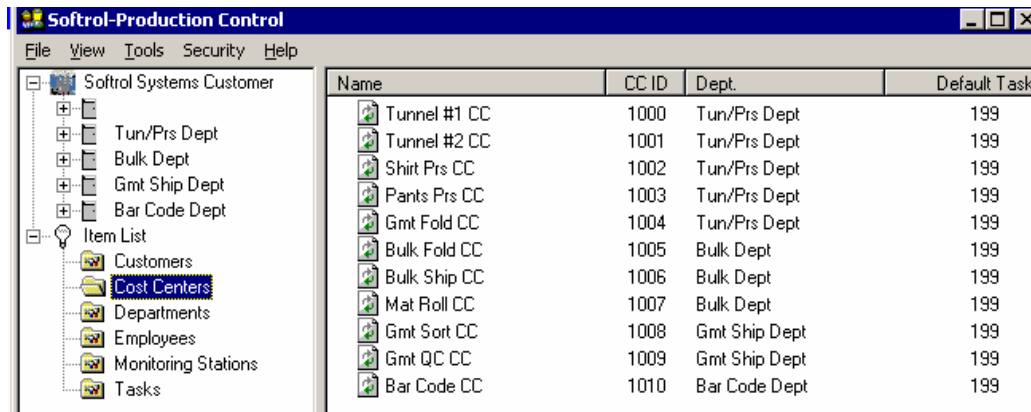 Softrol-Production Control
File View Tools Security Help
Softrol Systems Customer
Tun/Prs Dept
Bulk Dept
Gmt Ship Dept
Bar Code Dept
Item List
Customers
Cost Centers
Departments
Employees
Monitoring Stations
Tasks
Name CC ID Dept. Default Task
Tunnel #1 CC 1000 Tun/Prs Dept 199
Tunnel #2 CC 1001 Tun/Prs Dept 199
Shirt Prs CC 1002 Tun/Prs Dept 199
Pants Prs CC 1003 Tun/Prs Dept 199
Gmt Fold CC 1004 Tun/Prs Dept 199
Bulk Fold CC 1005 Bulk Dept 199
Bulk Ship CC 1006 Bulk Dept 199
Mat Roll CC 1007 Bulk Dept 199
Gmt Sort CC 1008 Gmt Ship Dept 199
Gmt QC CC 1009 Gmt Ship Dept 199
Bar Code CC 1010 Bar Code Dept 199